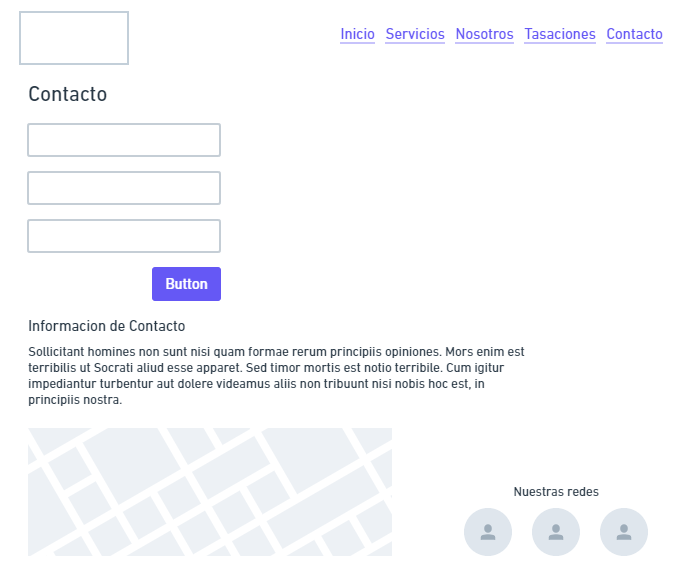 Inicio Servicios Nosotros Tasaciones Contacto
Contacto
Button
Informacion de Contacto
Sollicitant homines non sunt nisi quam formae rerum principiis opiniones. Mors enim est
terribilis ut Socrati aliud esse apparet. Sed timor mortis est notio terribile. Cum igitur
impediantur turbentur aut dolere videamus aliis non tribuunt nisi nobis hoc est, in
principiis nostra.
Nuestras redes